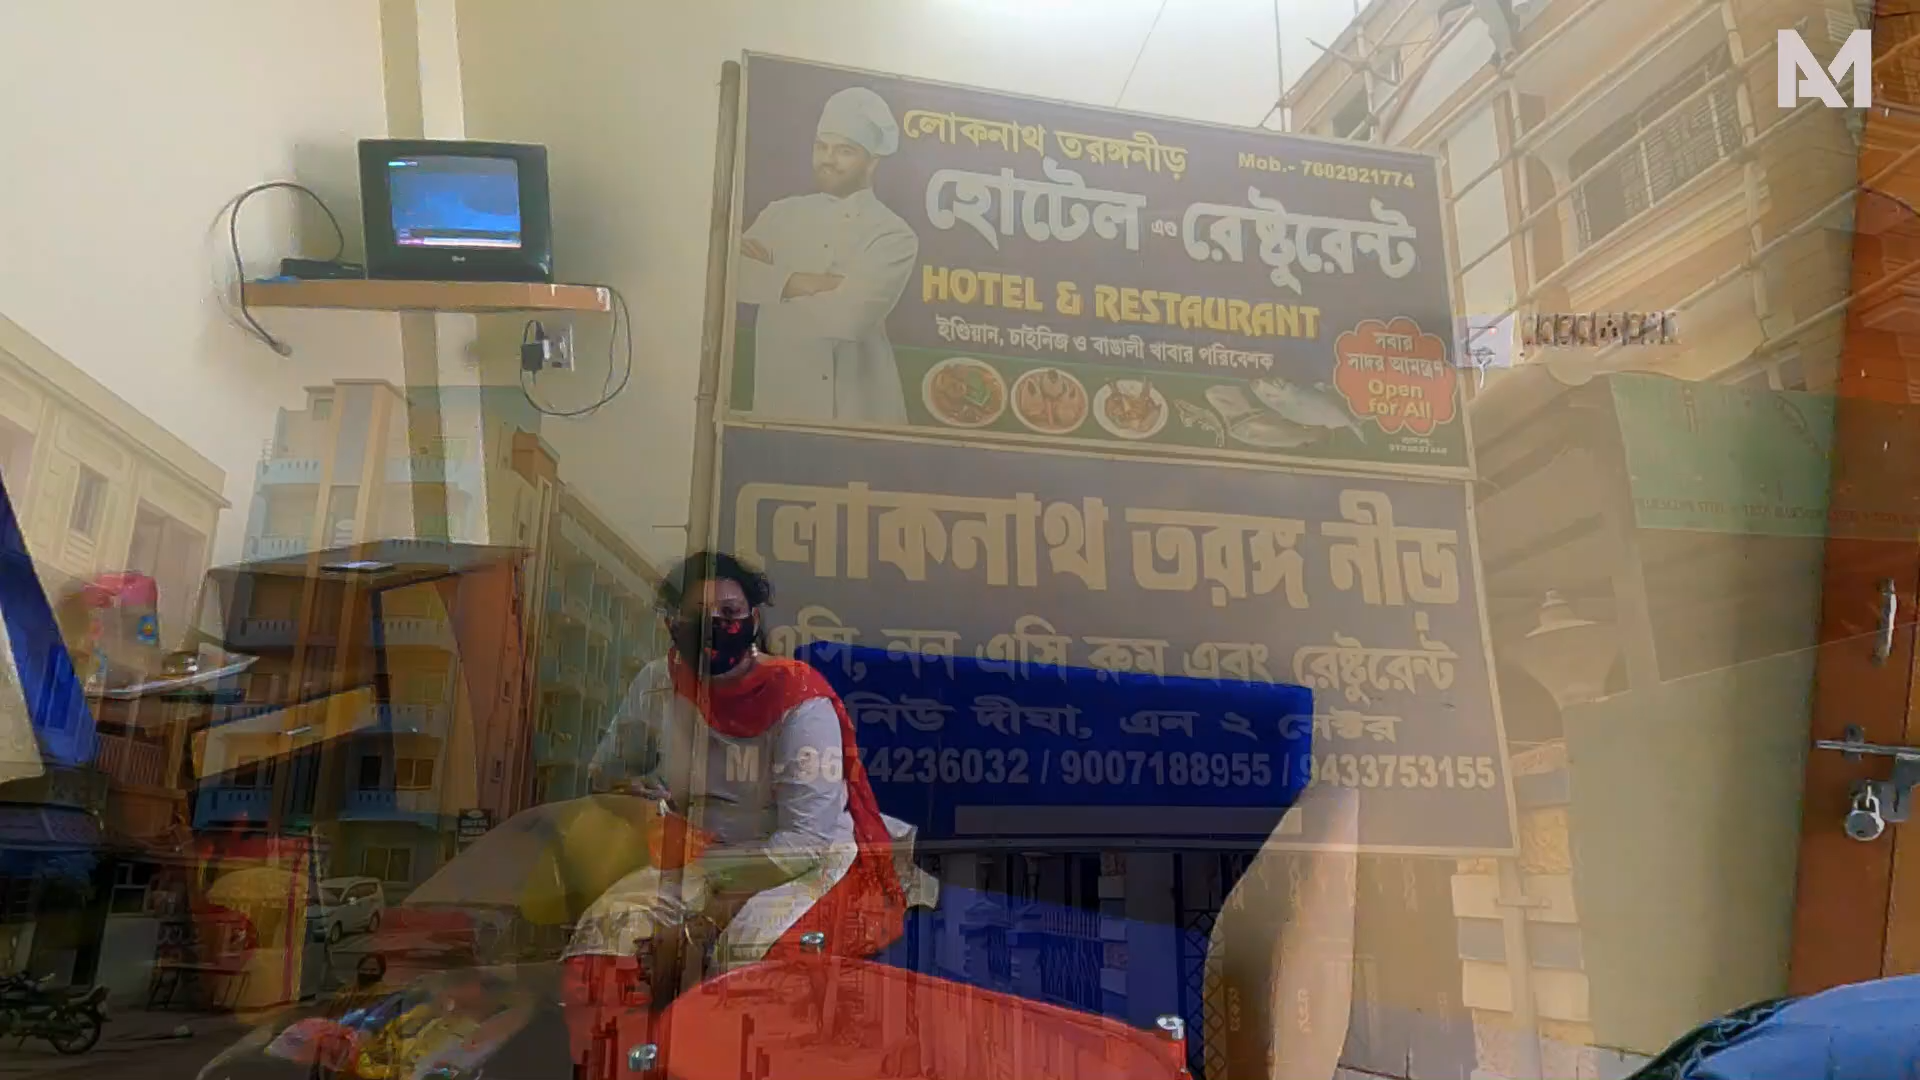 লোকনাথ তরঙ্গনীড়
Mob.- 7602921774
হোটেল এণ্ড রেষ্টুরেন্ট
HOTEL & RESTAURANT
ইণ্ডিয়ান, চাইনিজ ও বাঙালী খাবার পরিবেশক
সবার
সাদর আমন্ত্রণ
Open
for All
লোকনাথ তরঙ্গ নীড়
এসি, নন এসি রুম এবং রেষ্টুরেন্ট
নিউ দীঘা, এন ২ সেক্টর
M - 9674236032 / 9007188955 / 9433753155